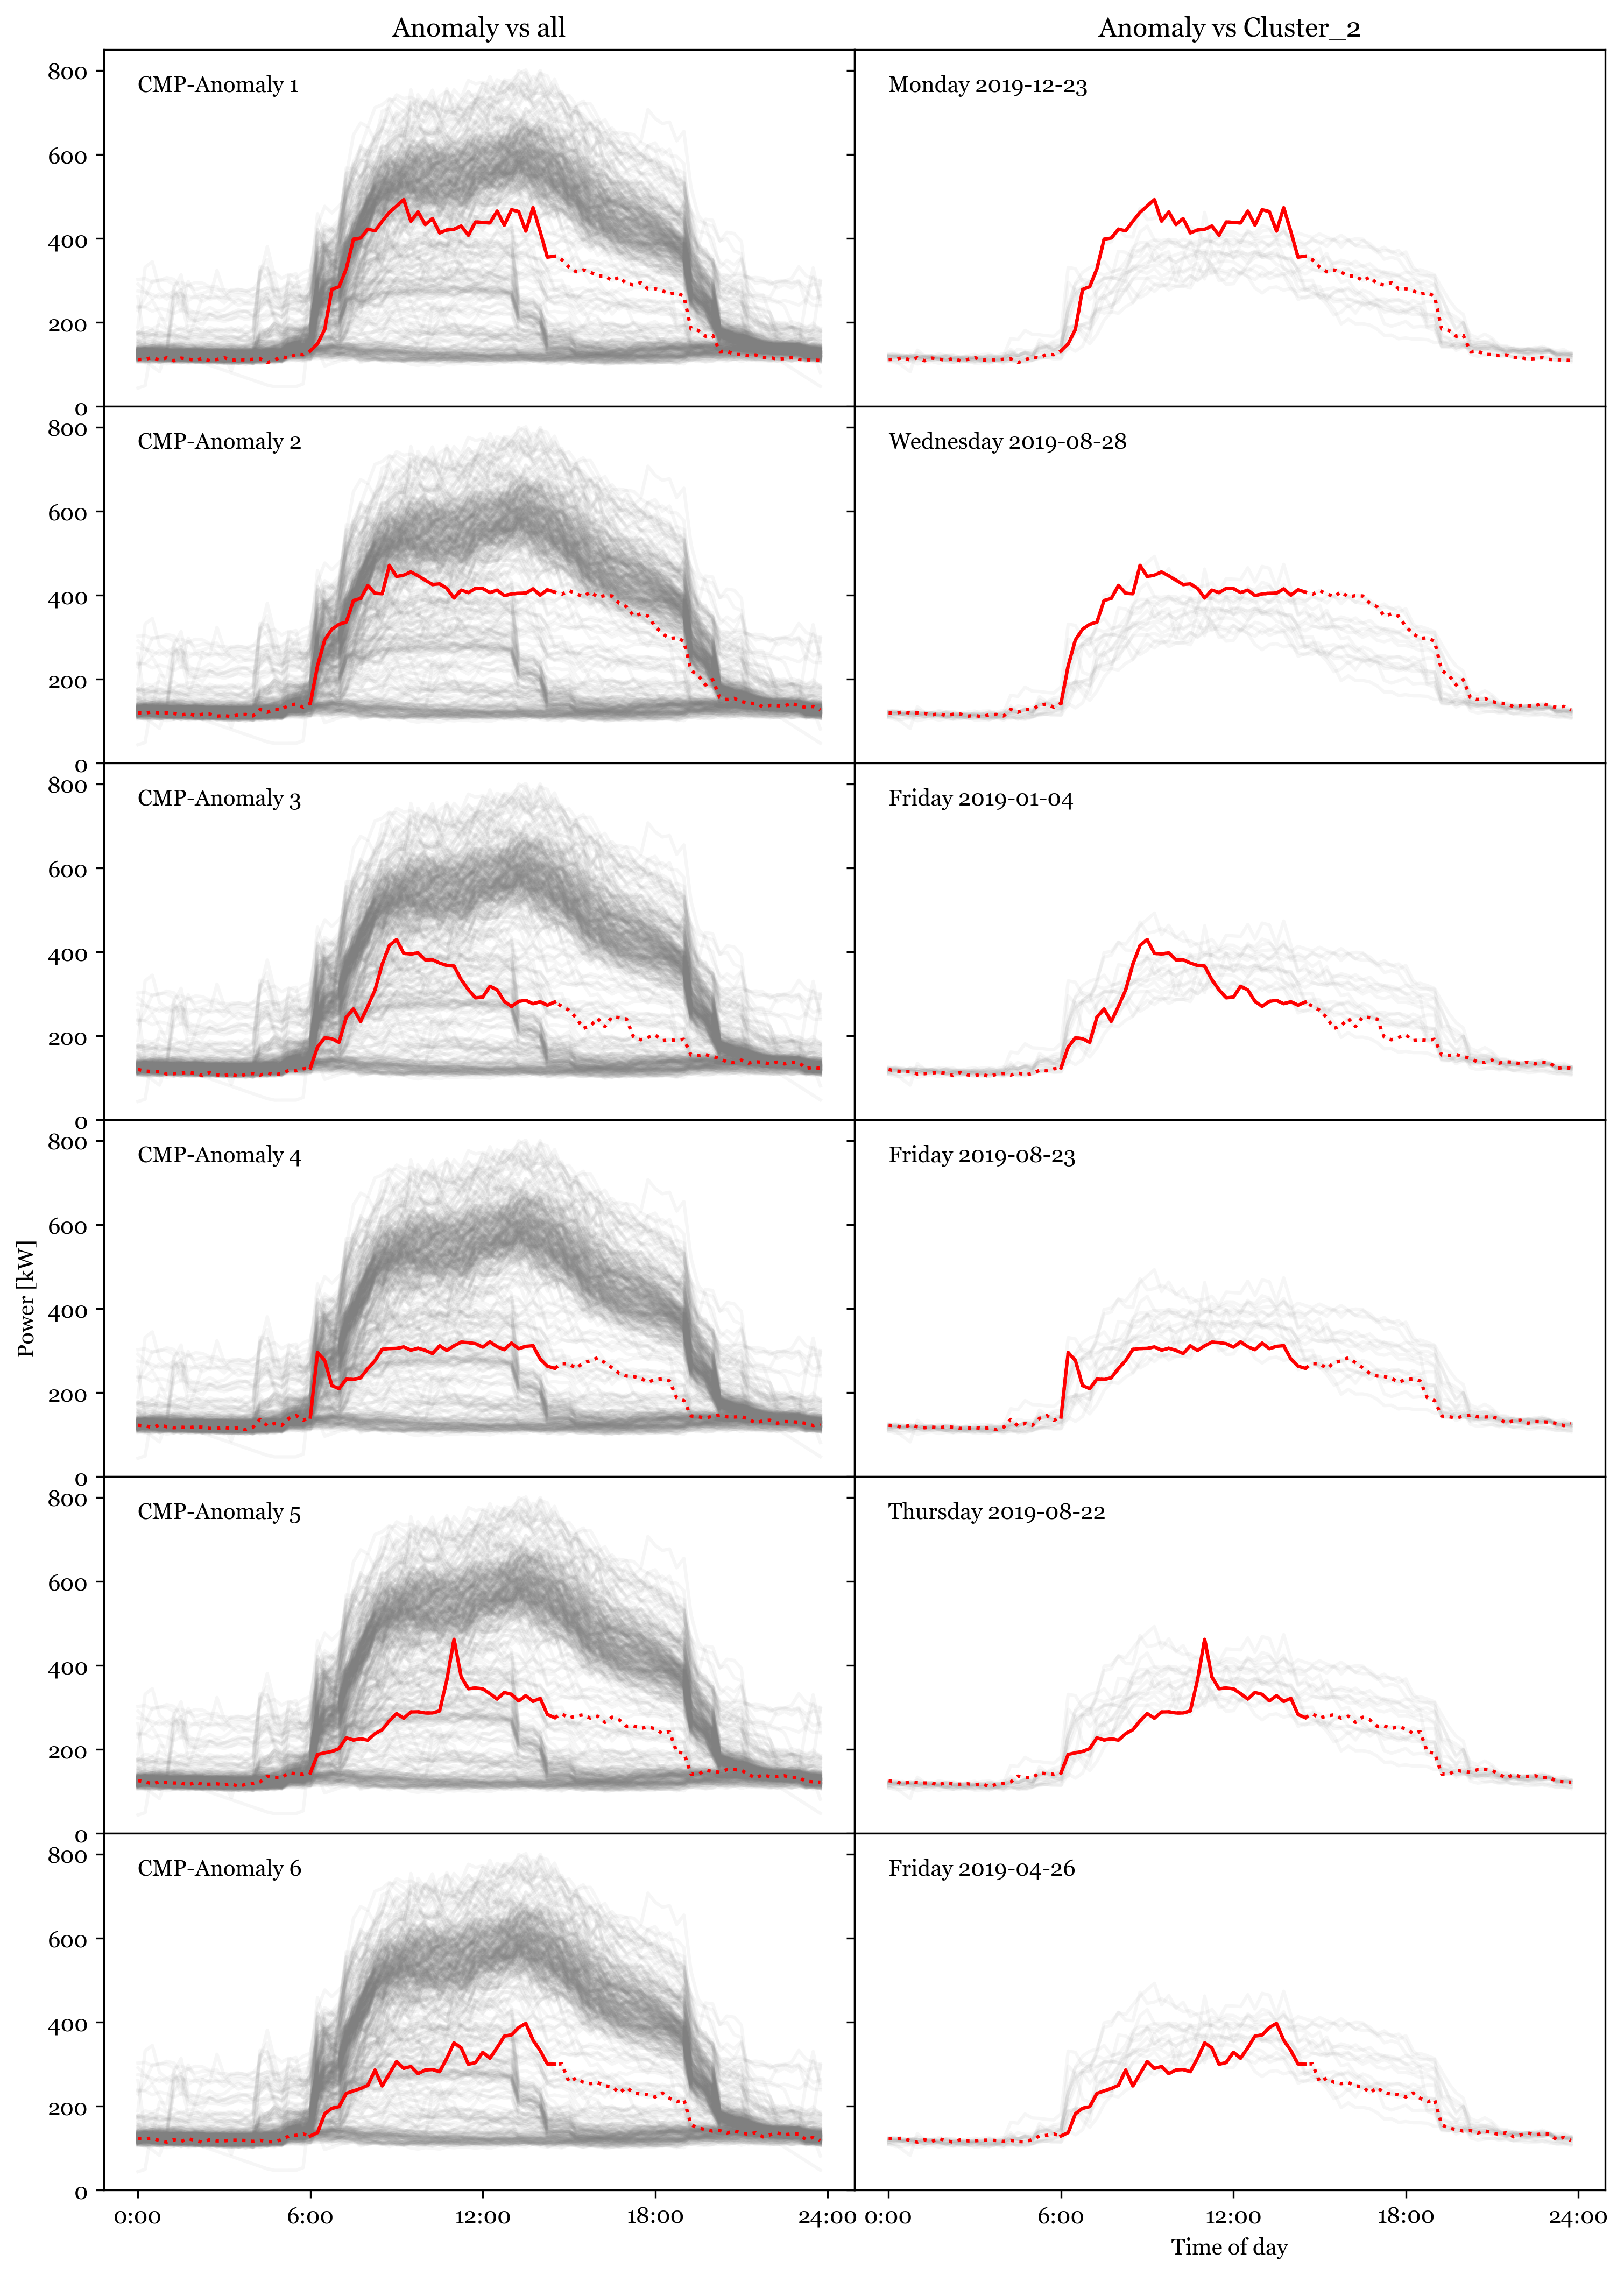 Anomaly vs all
Anomaly vs Cluster_2
CMP-Anomaly 1
Monday 2019-12-23
800
600
400
200
0
CMP-Anomaly 2
Wednesday 2019-08-28
800
600
400
200
0
CMP-Anomaly 3
Friday 2019-01-04
800
600
400
200
0
CMP-Anomaly 4
Friday 2019-08-23
800
600
400
200
0
Power [kW]
CMP-Anomaly 5
Thursday 2019-08-22
800
600
400
200
0
CMP-Anomaly 6
Friday 2019-04-26
800
600
400
200
0
0:00 6:00 12:00 18:00 24:00
0:00 6:00 12:00 18:00 24:00
Time of day